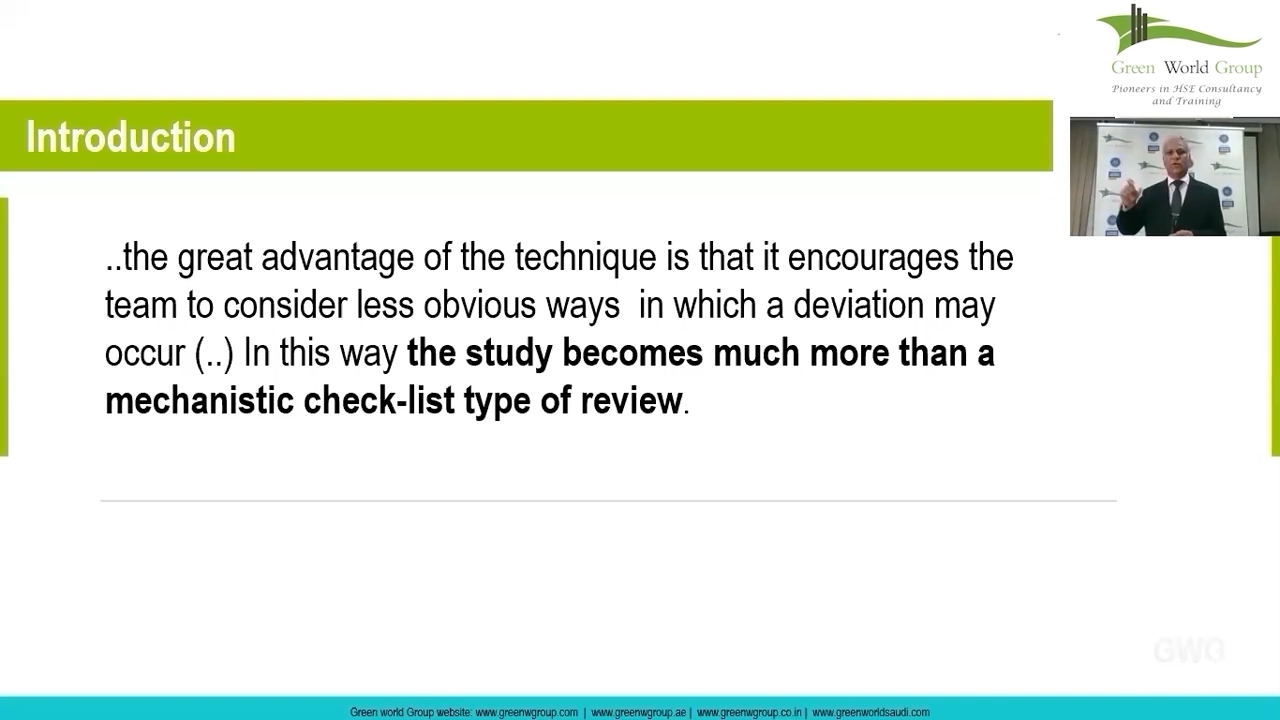 Green World Group
Pioneers in HSE Consultancy
and Training
Introduction
..the great advantage of the technique is that it encourages the
team to consider less obvious ways in which a deviation may
occur (..) In this way the study becomes much more than a
mechanistic check-list type of review.
GWG
Green world Group website: www.greenwgroup.com | www.greenwgroup.ae | www.greenwgroup.co.in | www.greenworldsaudi.com